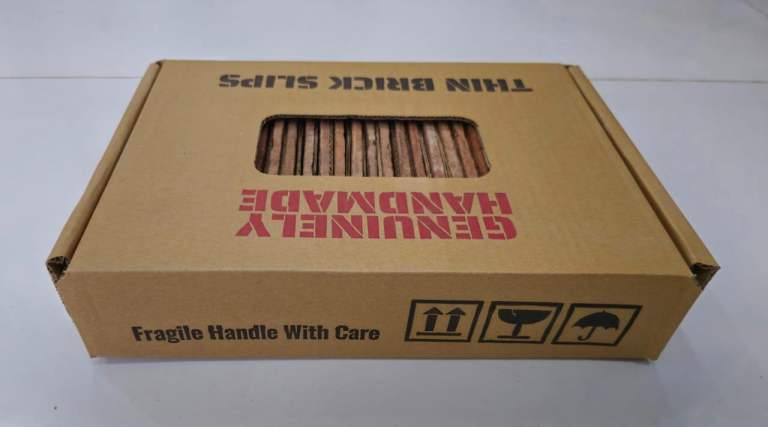 THIN BRICK SLIPS
GENUINELY
HANDMADE
Fragile Handle With Care